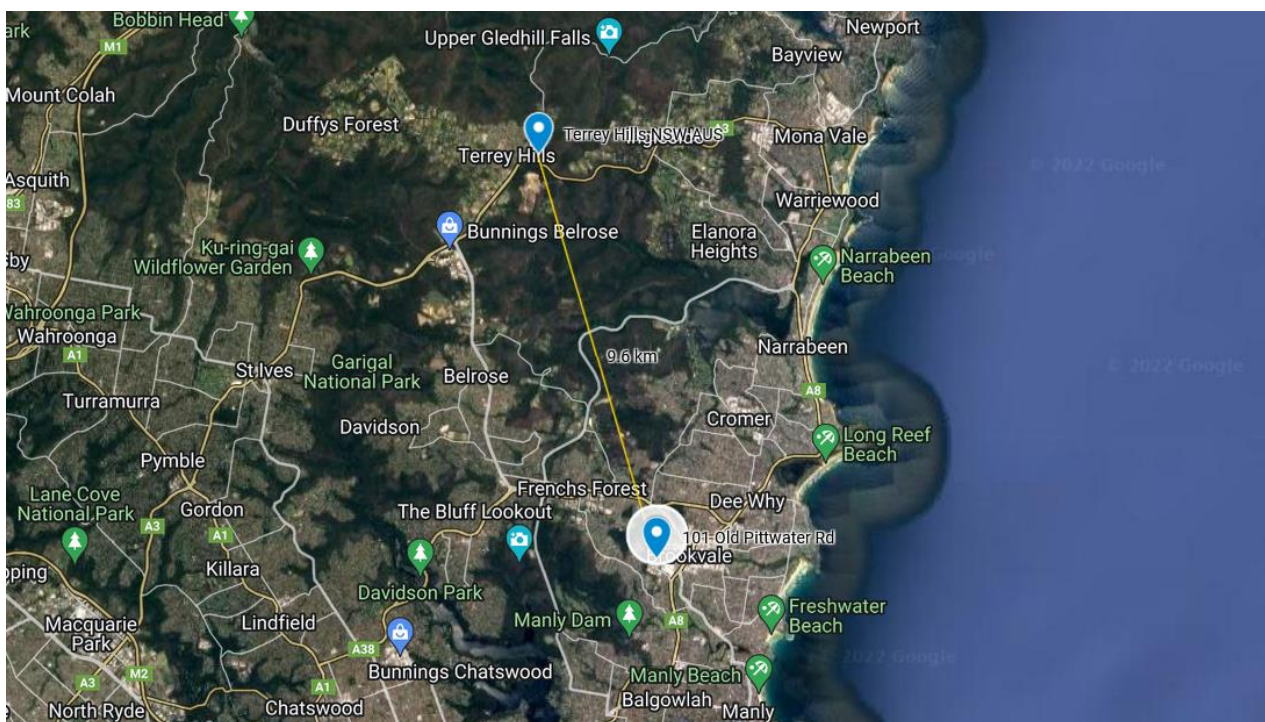 Bobbin Head
ark
M1
Upper Gledhill Falls
Newport
Bayview
Mount Colah
Duffys Forest
Terrey Hills NSW AUS
A3
Mona Vale
Terrey Hills
Asquith
83
Warriewood
Bunnings Belrose
Elanora
Heights
Ku-ring-gai
Wildflower Garden
sby
Narrabeen
Beach
Wahroonga Park
Wahroonga
A1
9.6 km
Narrabeen
St Ives
Garigal
National Park
Belrose
A8
Turramurra
Cromer
Davidson
Long Reef
Beach
Pymble
Frenchs Forest
Dee Why
Lane Cove
National Park
Gordon
The Bluff Lookout
A3
A1
101 Old Pittwater Rd
Brookvale
pping
Killara
Davidson Park
Manly Dam
Freshwater
Beach
A8
Macquarie
Park
Lindfield
A38
M2
Bunnings Chatswood
Manly Beach
A3
A1
North Ryde
Chatswood
Balgowlah
Manly
© 2022 Google
Google
© 2022 Google
2022 Google